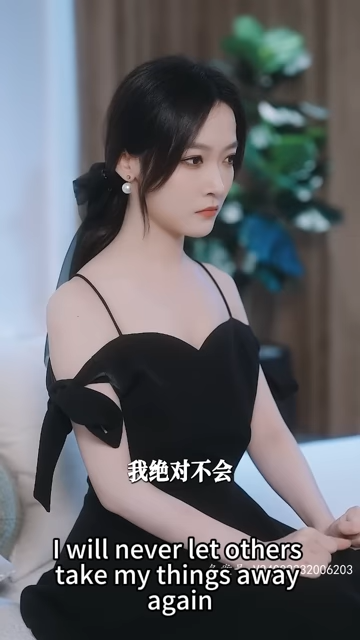 我绝对不会
I will never let others
take my things away
again